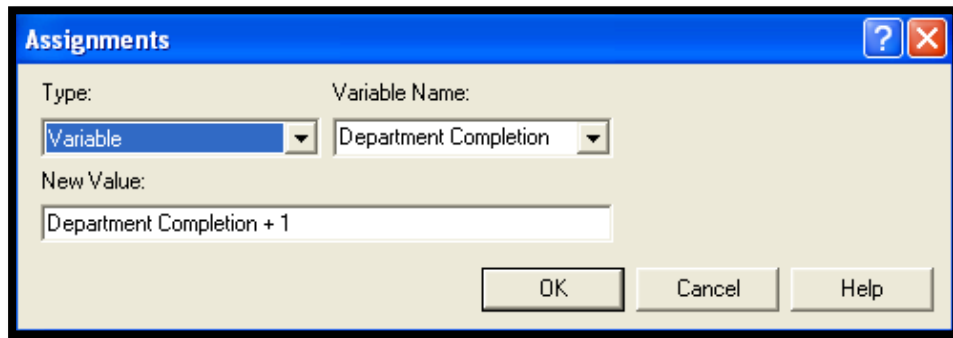 Assignments
Type: Variable Name:
Variable Department Completion
New Value:
Department Completion + 1
OK Cancel Help